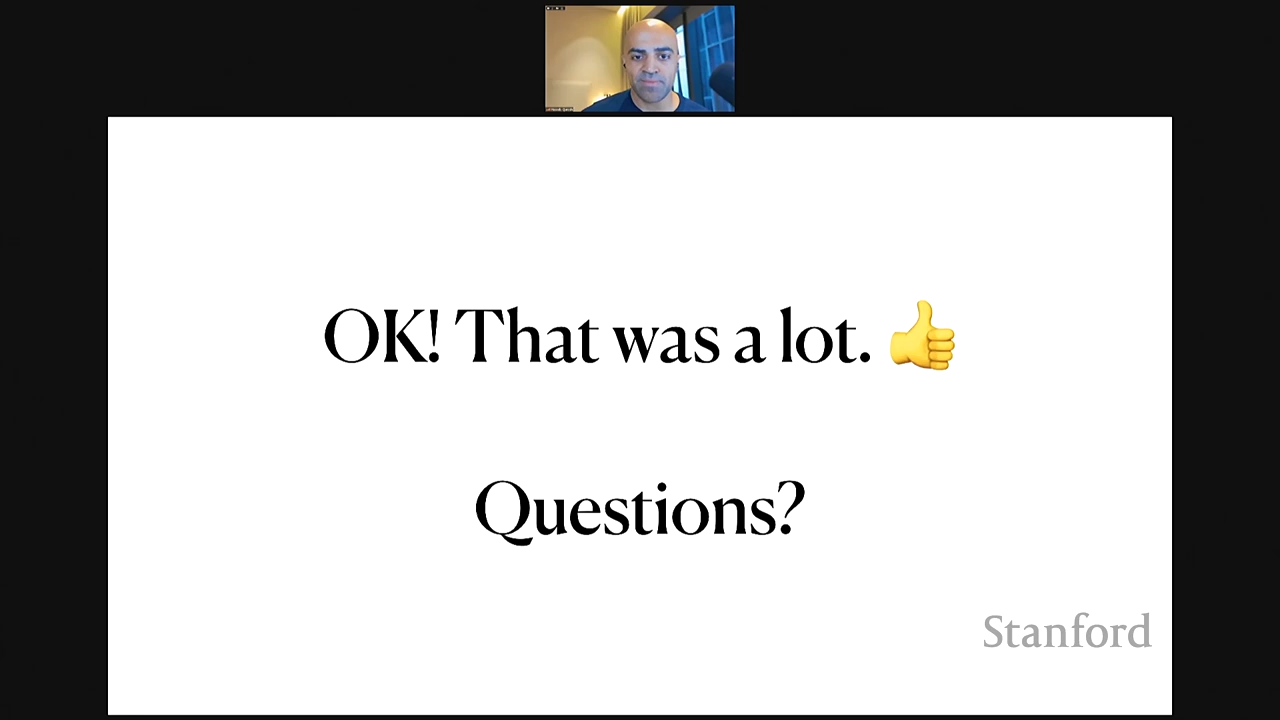 OK! That was a lot. 👍
Questions?
Stanford